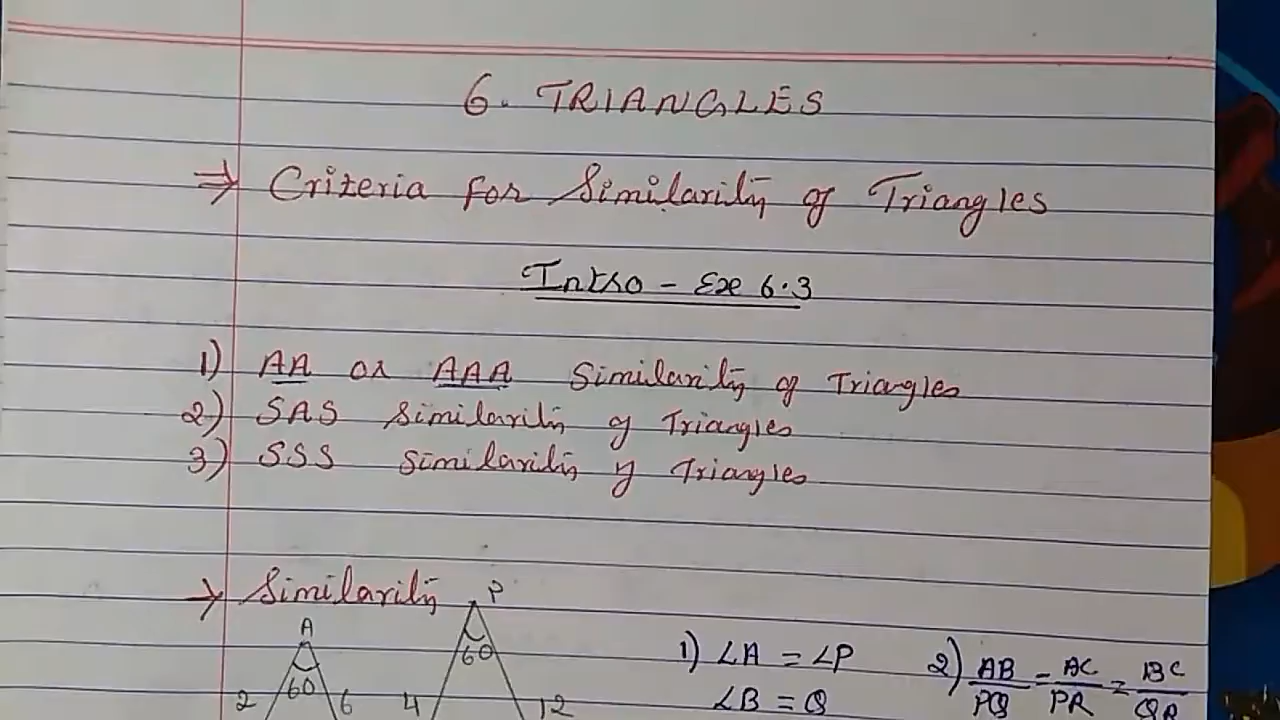 6. TRIANGLES
⇒ Criteria for Similarity of Triangles
Intro - Exe 6.3
1) AA or AAA Similarity of Triangles
2) SAS Similarity of Triangles
3) SSS Similarity of Triangles
→ Similarity
P
A
60
60
2 6 4 12
1) ∠A = ∠P
∠B = Q
2) AB/PQ = AC/PR = BC/QR